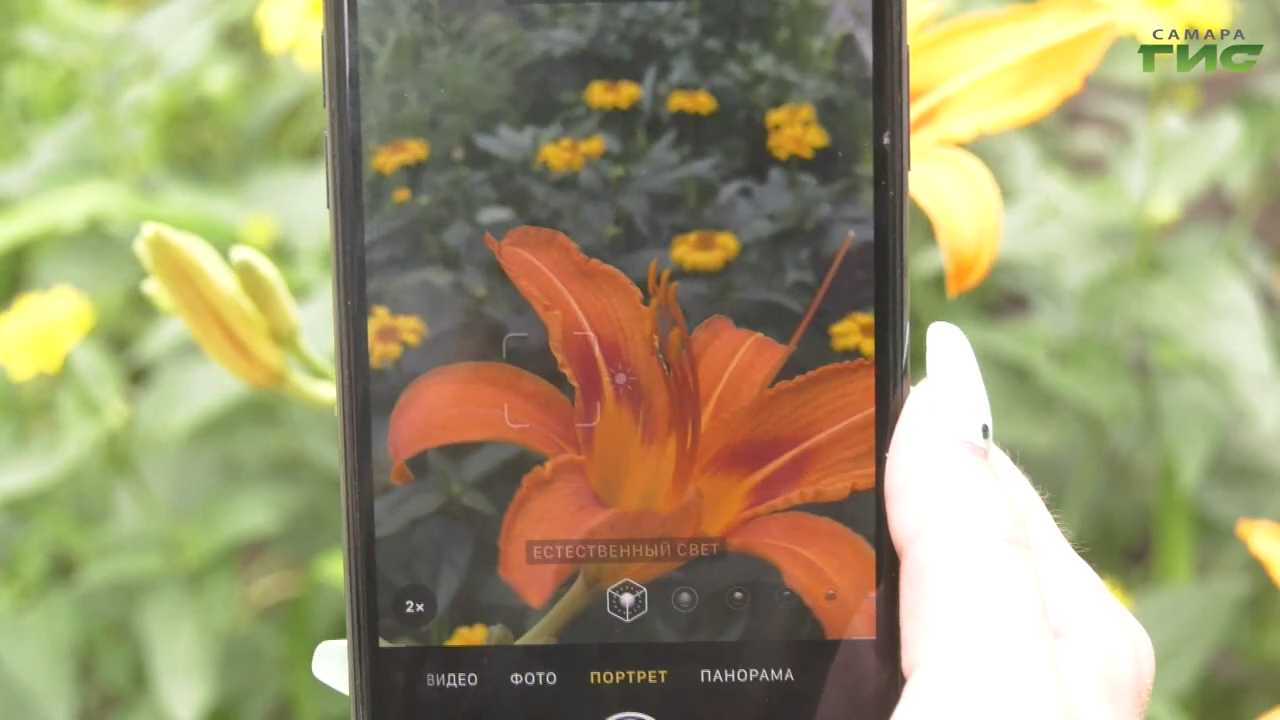 САМАРА
ГИС
ЕСТЕСТВЕННЫЙ СВЕТ
2×
ВИДЕО ФОТО ПОРТРЕТ ПАНОРАМА